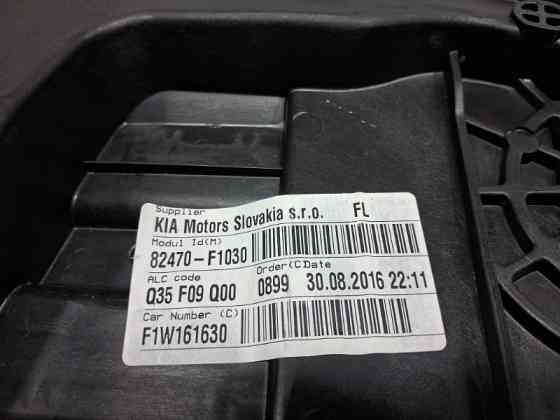 Supplier
KIA Motors Slovakia s.r.o. FL
Modul Id(M)
82470-F1030
ALC code Order(C)Date
Q35 F09 Q00 0899 30.08.2016 22:11
Car Number (C)
F1W161630